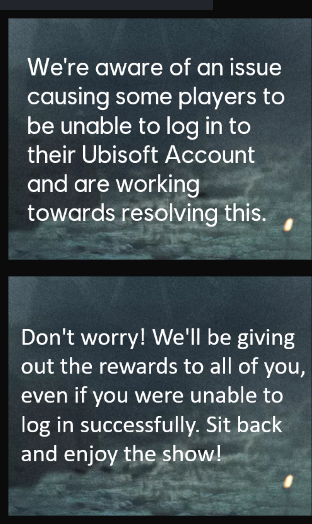 We're aware of an issue
causing some players to
be unable to log in to
their Ubisoft Account
and are working
towards resolving this.
Don't worry! We'll be giving
out the rewards to all of you,
even if you were unable to
log in successfully. Sit back
and enjoy the show!